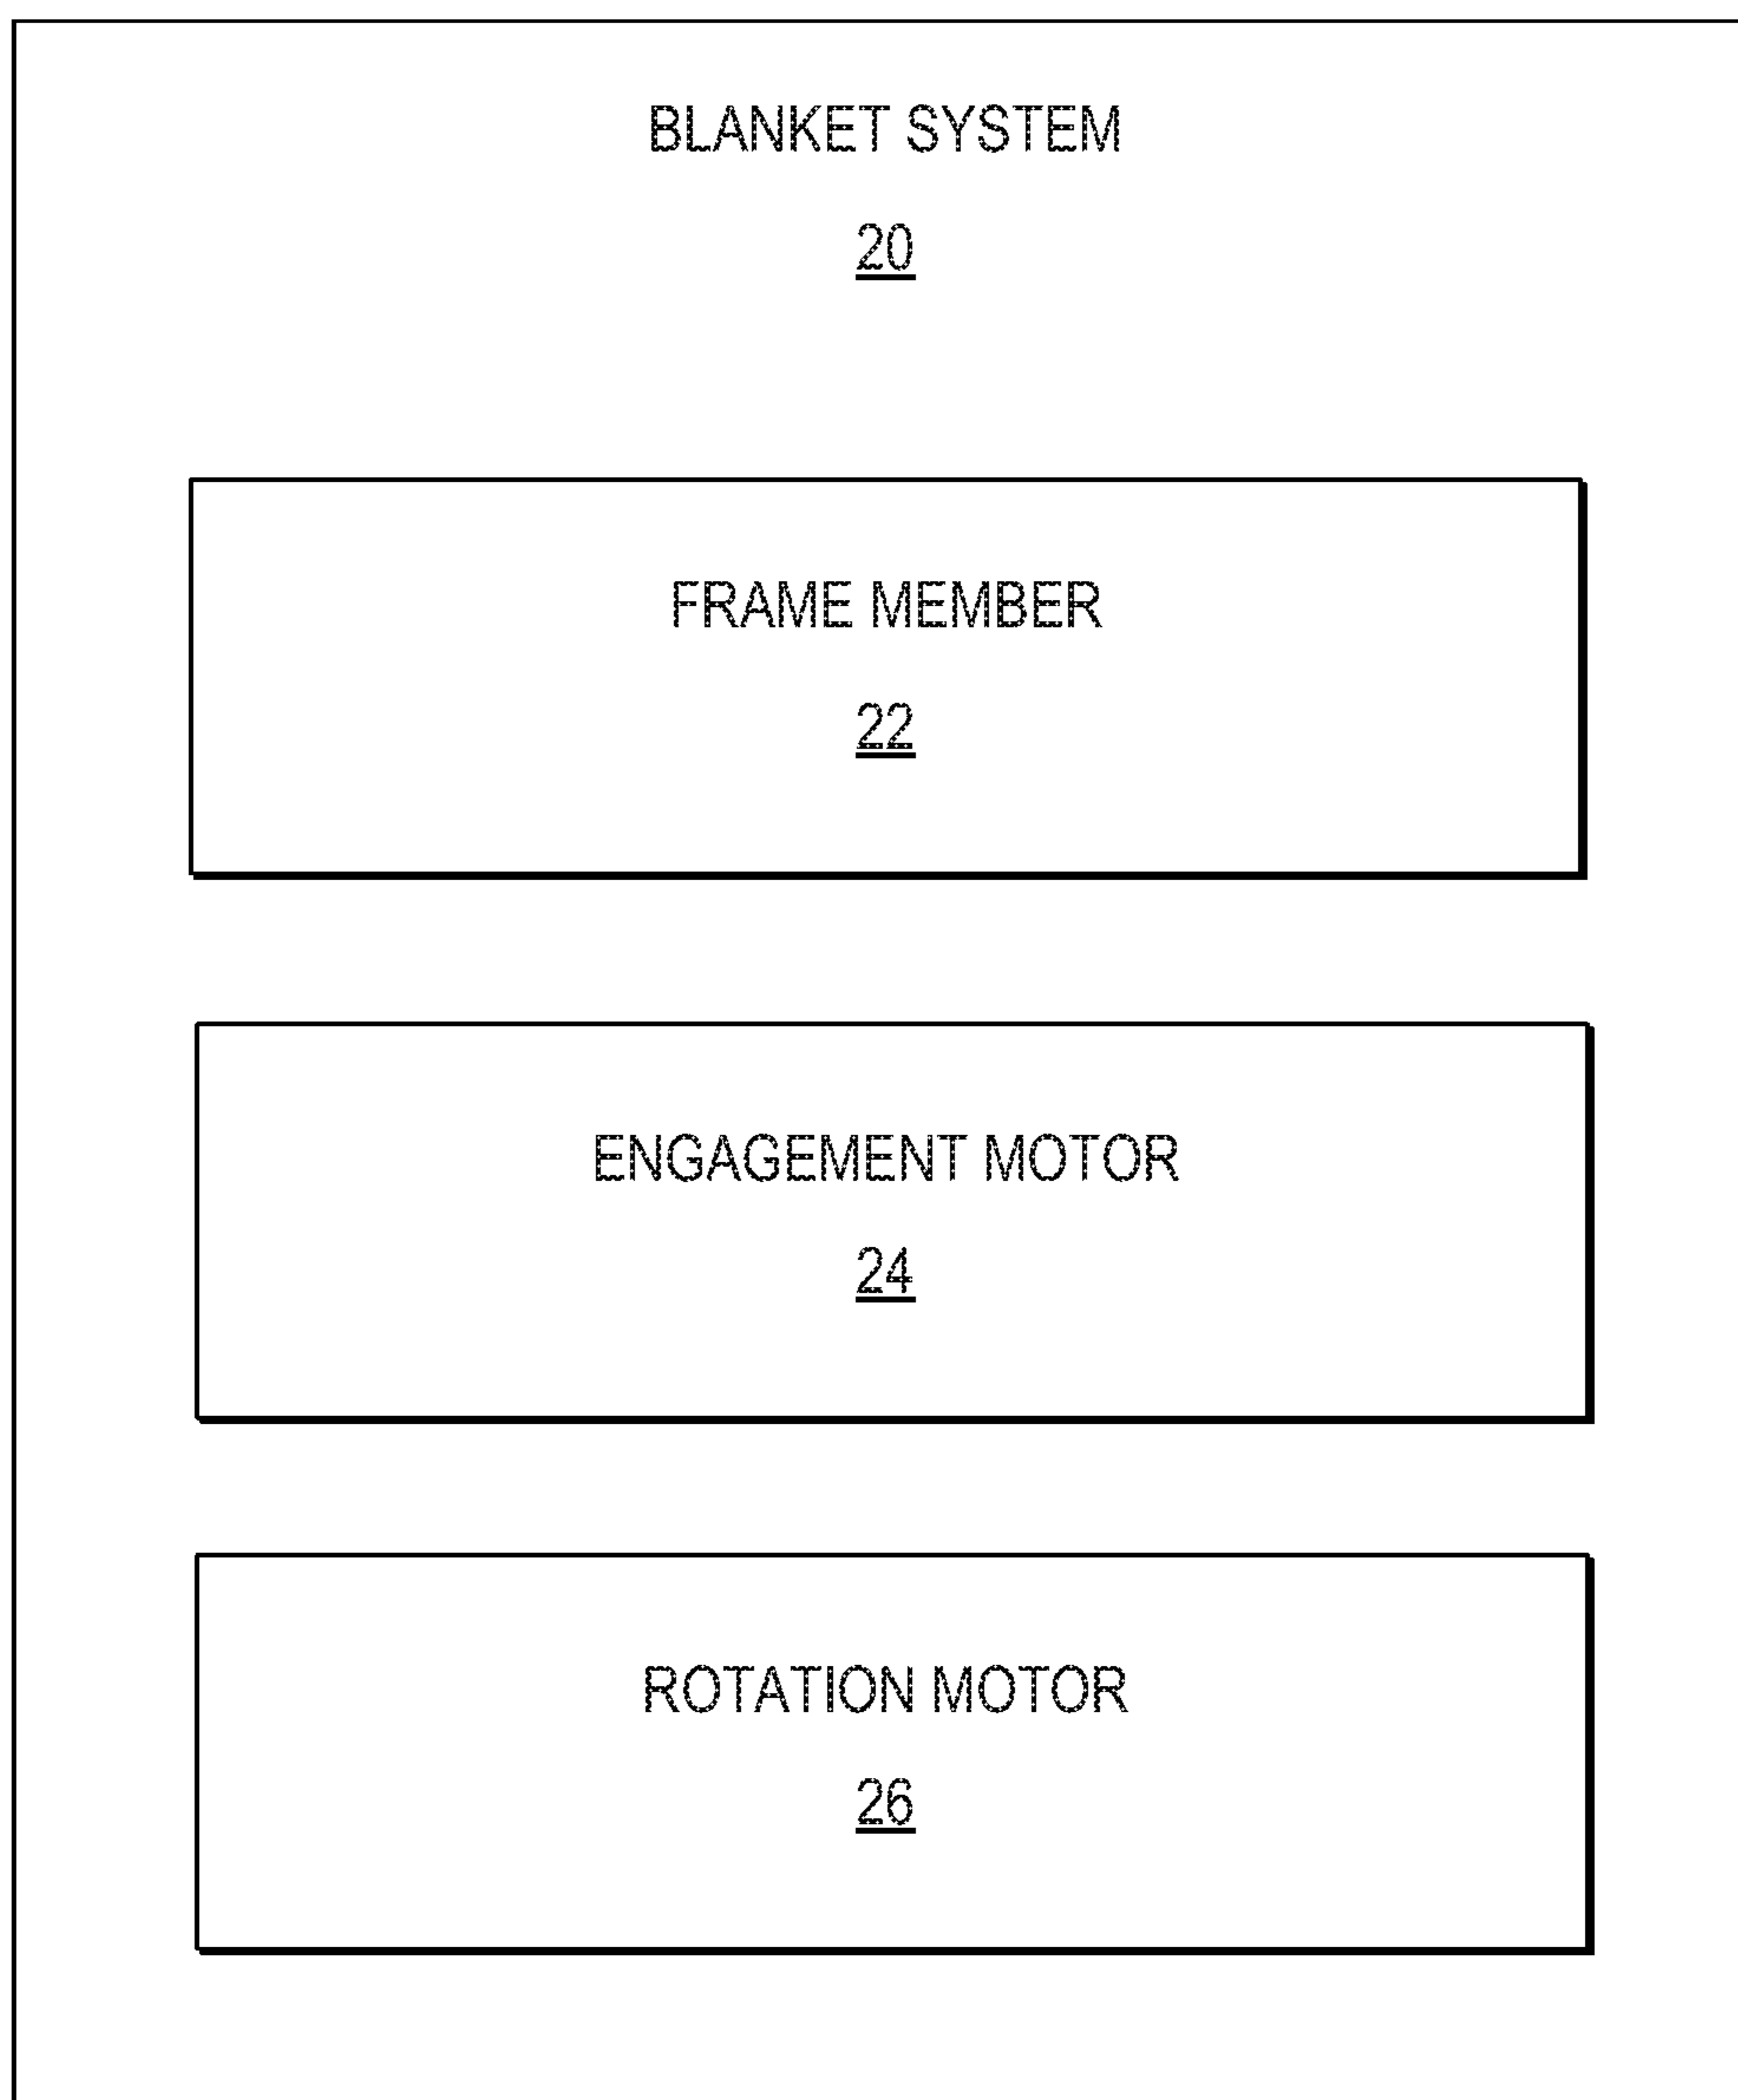 BLANKET SYSTEM
20
FRAME MEMBER
22
ENGAGEMENT MOTOR
24
ROTATION MOTOR
26